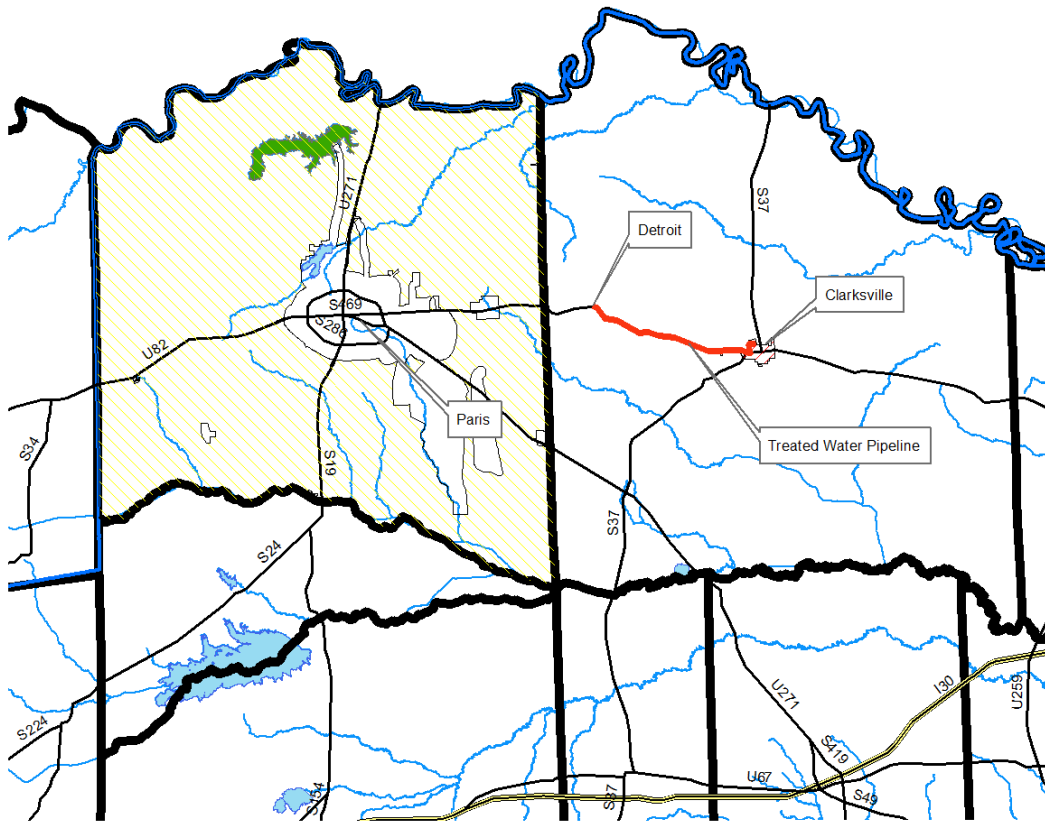 S37
U271
Detroit
Clarksville
S469
S286
U82
Paris
Treated Water Pipeline
S34
S19
S37
S24
I30
U259
U271
S224
S419
U67
S154
S37
S49